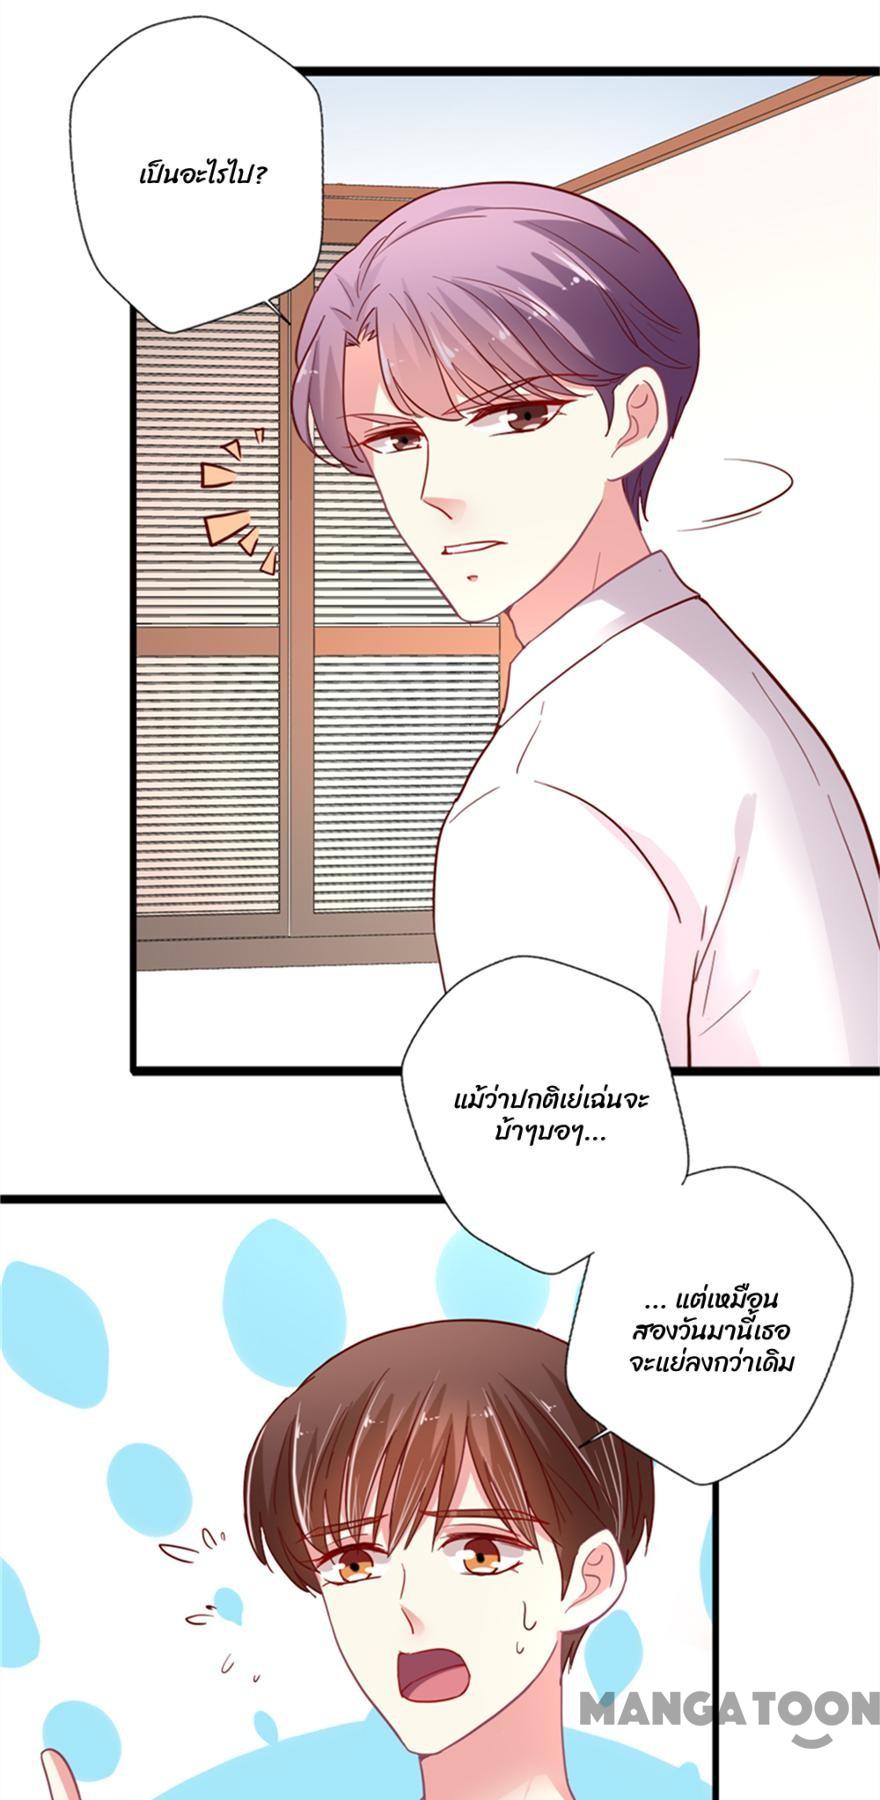 เป็นอะไรไป?
แม้ว่าปกติเย่เฉ่นจะ
บ้าๆบอๆ...
... แต่เหมือน
สองวันมานี้เธอ
จะแย่ลงกว่าเดิม
MANGATOON